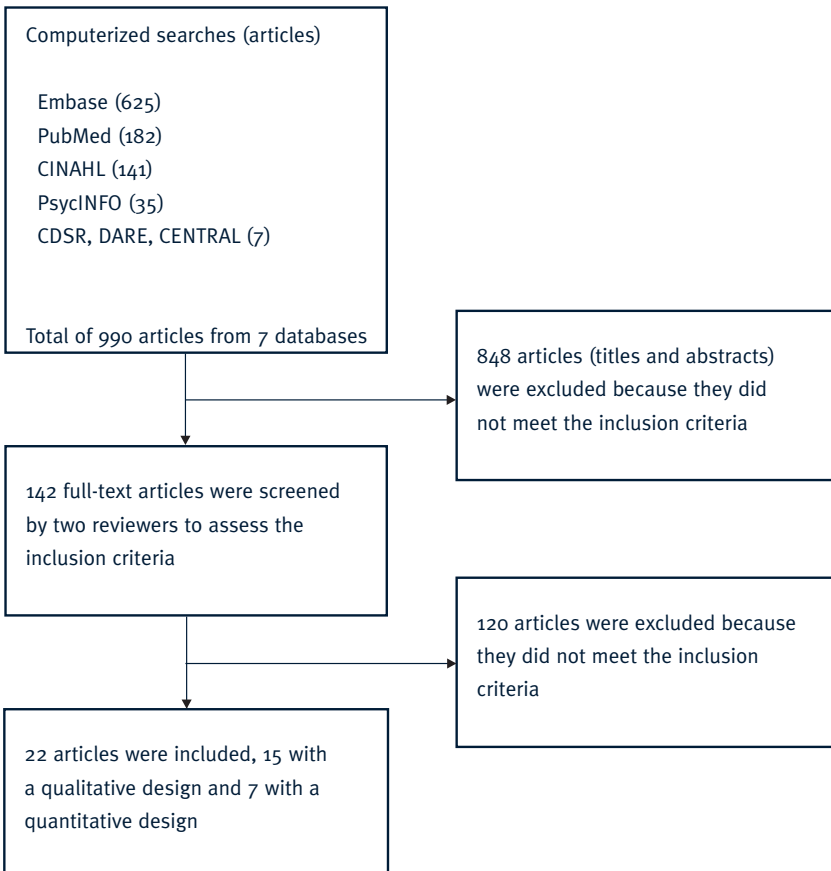 Computerized searches (articles)
Embase (625)
PubMed (182)
CINAHL (141)
PsycINFO (35)
CDSR, DARE, CENTRAL (7)
Total of 990 articles from 7 databases
848 articles (titles and abstracts)
were excluded because they did
not meet the inclusion criteria
142 full-text articles were screened
by two reviewers to assess the
inclusion criteria
120 articles were excluded because
they did not meet the inclusion
criteria
22 articles were included, 15 with
a qualitative design and 7 with a
quantitative design